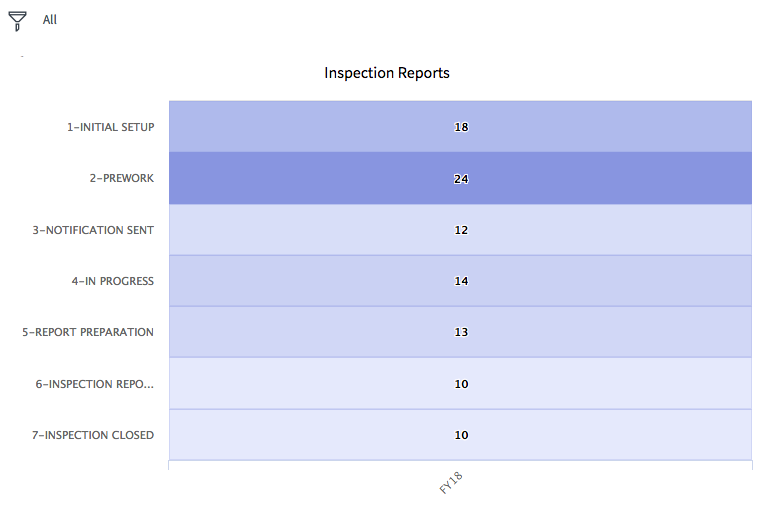 All
Inspection Reports
1-INITIAL SETUP
18
2-PREWORK
24
3-NOTIFICATION SENT
12
4-IN PROGRESS
14
5-REPORT PREPARATION
13
6-INSPECTION REPO...
10
7-INSPECTION CLOSED
10
FY18